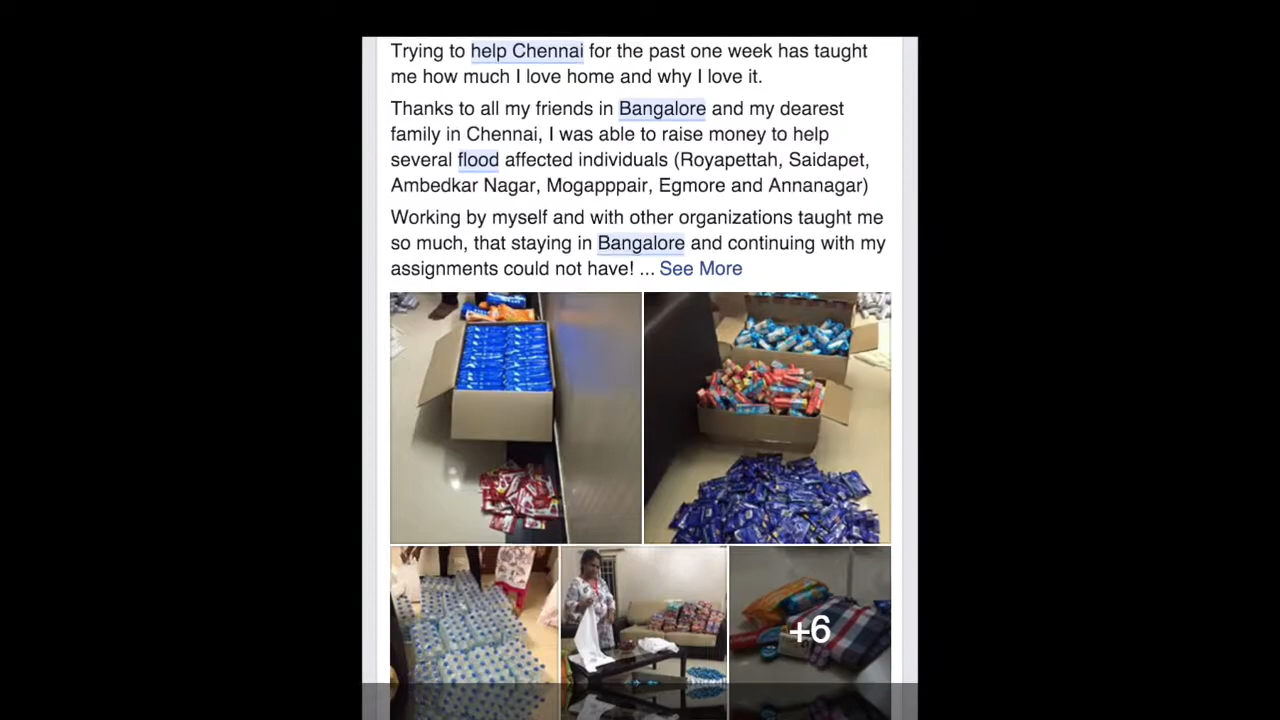 Trying to help Chennai for the past one week has taught
me how much I love home and why I love it.
Thanks to all my friends in Bangalore and my dearest
family in Chennai, I was able to raise money to help
several flood affected individuals (Royapettah, Saidapet,
Ambedkar Nagar, Mogapppair, Egmore and Annanagar)
Working by myself and with other organizations taught me
so much, that staying in Bangalore and continuing with my
assignments could not have! ... See More
+6